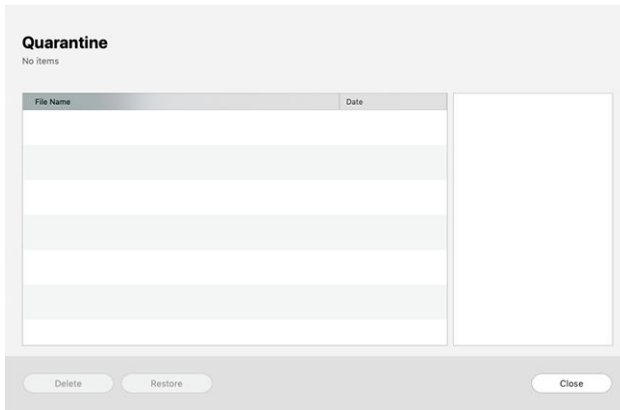 Quarantine
No items
File Name Date
Delete Restore Close